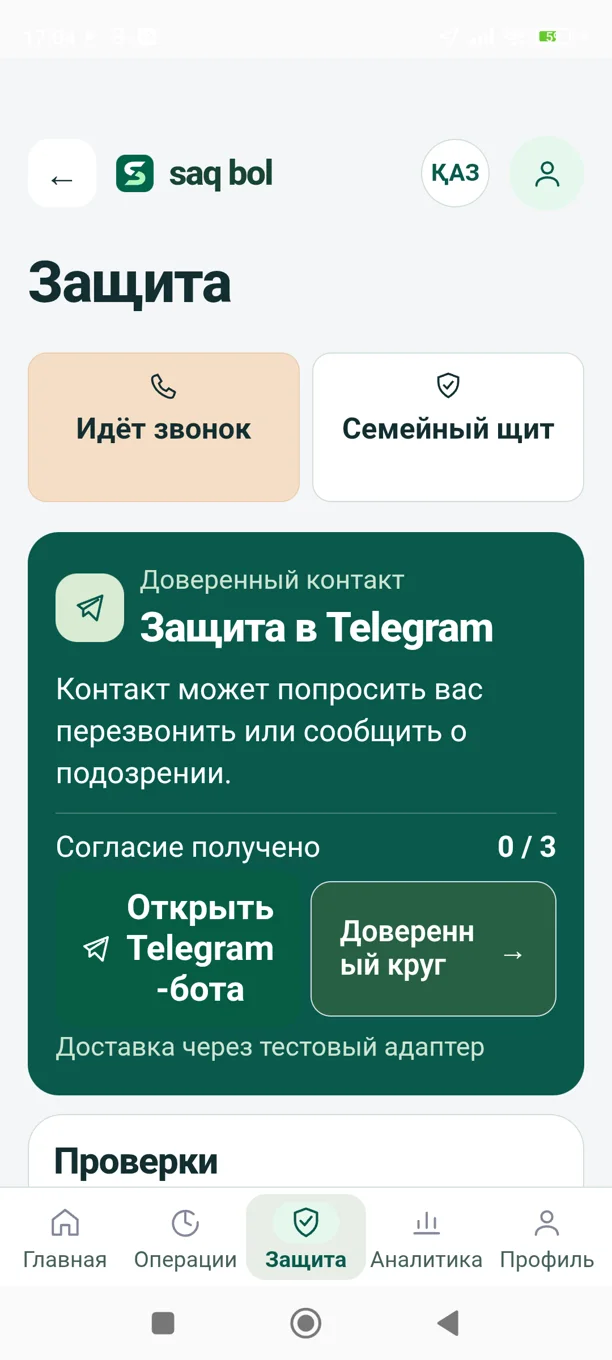 saq bol
ҚАЗ
Защита
Идёт звонок
Семейный щит
Доверенный контакт
Защита в Telegram
Контакт может попросить вас
перезвонить или сообщить о
подозрении.
Согласие получено
0 / 3
Открыть
Telegram
-бота
Доверенн
ый круг
→
Доставка через тестовый адаптер
Проверки
Главная
Операции
Защита
Аналитика
Профиль